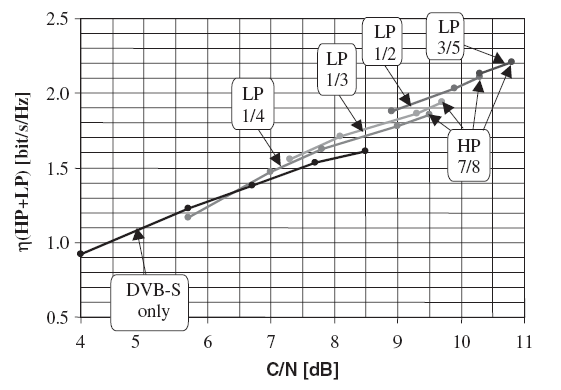 2.5
2.0
1.5
1.0
0.5
η(HP+LP) [bit/s/Hz]
LP
1/4
LP
1/3
LP
1/2
LP
3/5
HP
7/8
DVB-S
only
4 5 6 7 8 9 10 11
C/N [dB]